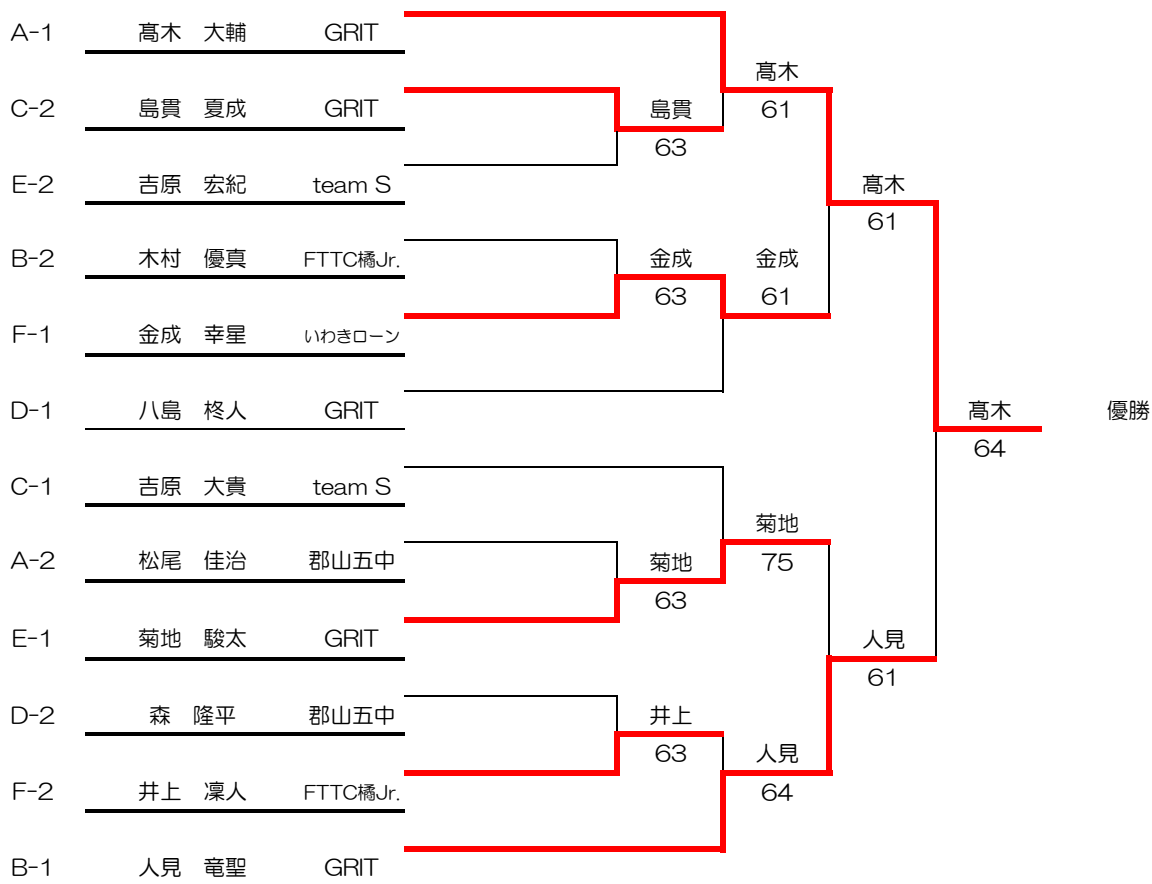 A-1 髙木 大輔 GRIT
髙木
C-2 島貫 夏成 GRIT 島貫 61
63
E-2 吉原 宏紀 team S 髙木
61
B-2 木村 優真 FTTC橘Jr. 金成 金成
63 61
F-1 金成 幸星 いわきローン
D-1 八島 柊人 GRIT 髙木 優勝
64
C-1 吉原 大貴 team S
菊地
A-2 松尾 佳治 郡山五中 菊地 75
63
E-1 菊地 駿太 GRIT 人見
61
D-2 森 隆平 郡山五中 井上
63 人見
F-2 井上 凜人 FTTC橘Jr. 64
B-1 人見 竜聖 GRIT